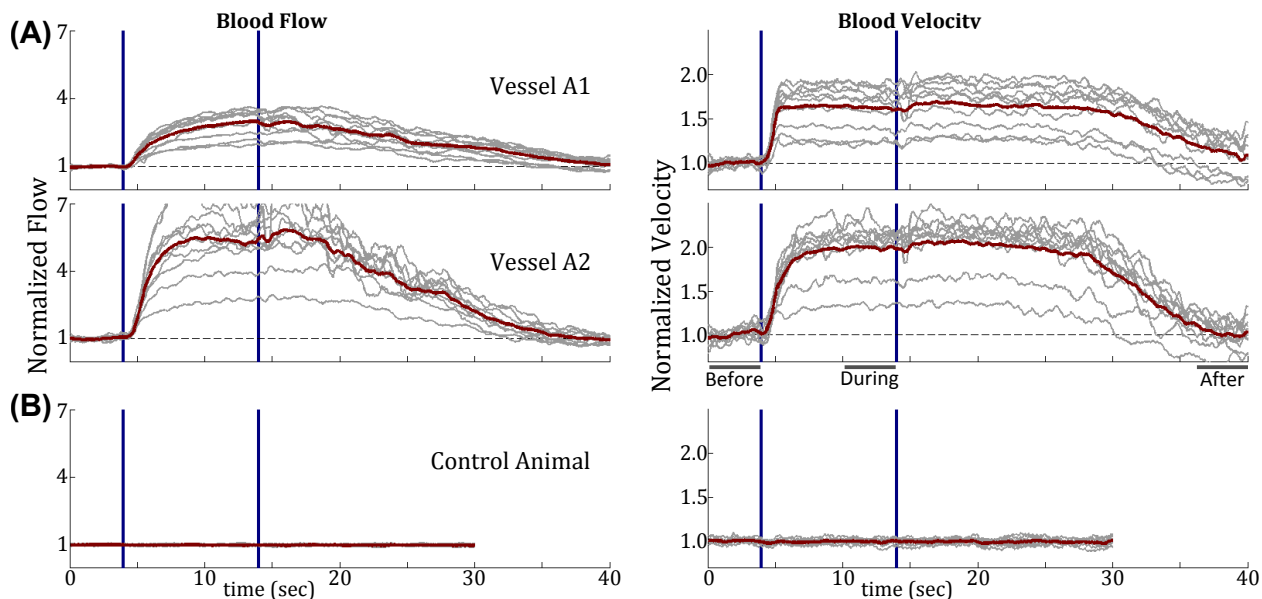 Blood Flow
Blood Velocity
(A)
7
4
1
Vessel A1
2.0
1.5
1.0
7
4
1
Vessel A2
2.0
1.5
1.0
Normalized Flow
Normalized Velocity
Before
During
After
(B)
7
4
1
Control Animal
2.0
1.5
1.0
0
10
20
30
40
time (sec)
0
10
20
30
40
time (sec)